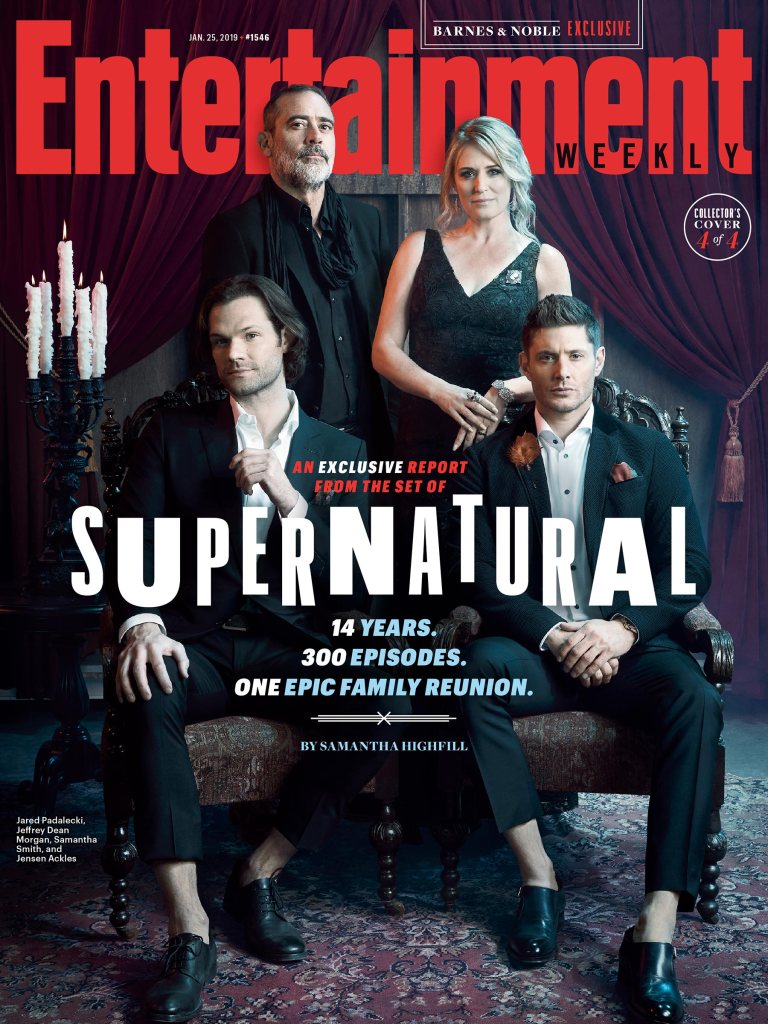 BARNES & NOBLE EXCLUSIVE
JAN. 25, 2019 • #1546
Entertainment
WEEKLY
COLLECTOR'S
COVER
4 of 4
AN EXCLUSIVE REPORT
FROM THE SET OF
SUPERNATURAL
14 YEARS.
300 EPISODES.
ONE EPIC FAMILY REUNION.
BY SAMANTHA HIGHFILL
Jared Padalecki,
Jeffrey Dean
Morgan, Samantha
Smith, and
Jensen Ackles